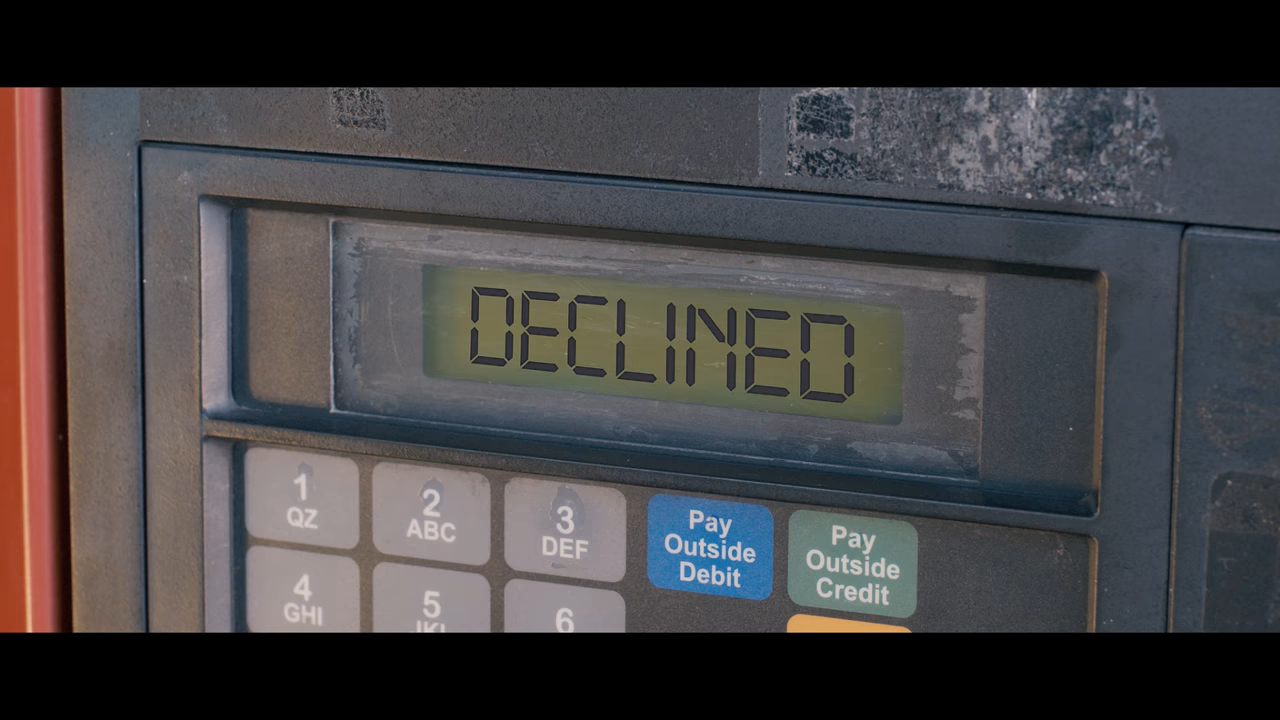 DECLINED
1
QZ
2
ABC
3
DEF
Pay
Outside
Debit
Pay
Outside
Credit
4
GHI
5
6